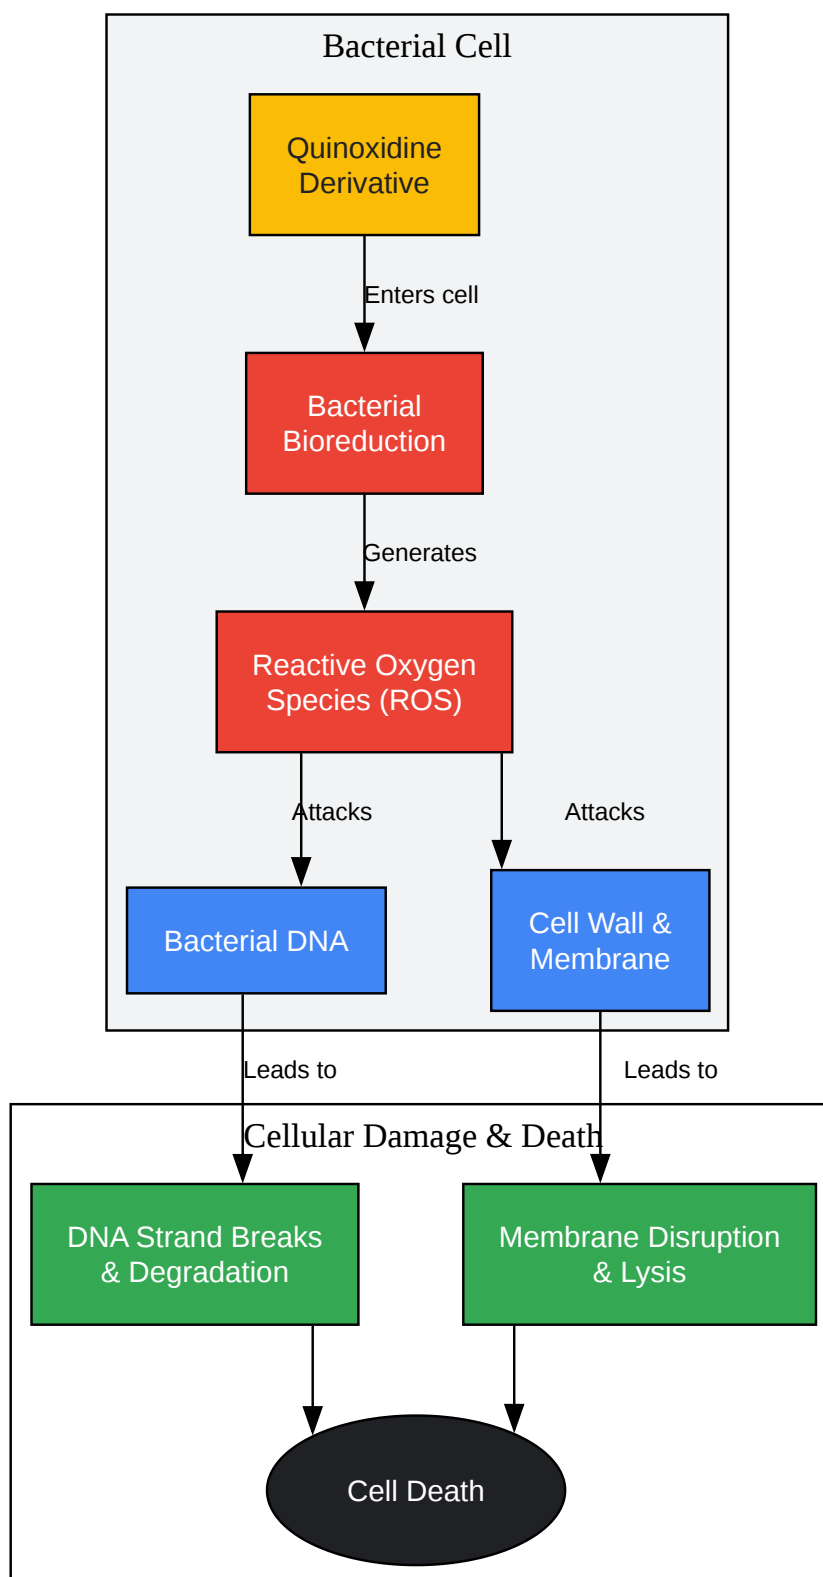 Bacterial Cell
Quinoxidine
Derivative
Enters cell
Bacterial
Bioreduction
Generates
Reactive Oxygen
Species (ROS)
Attacks
Attacks
Bacterial DNA
Cell Wall &
Membrane
Leads to
Leads to
Cellular Damage & Death
DNA Strand Breaks
& Degradation
Membrane Disruption
& Lysis
Cell Death